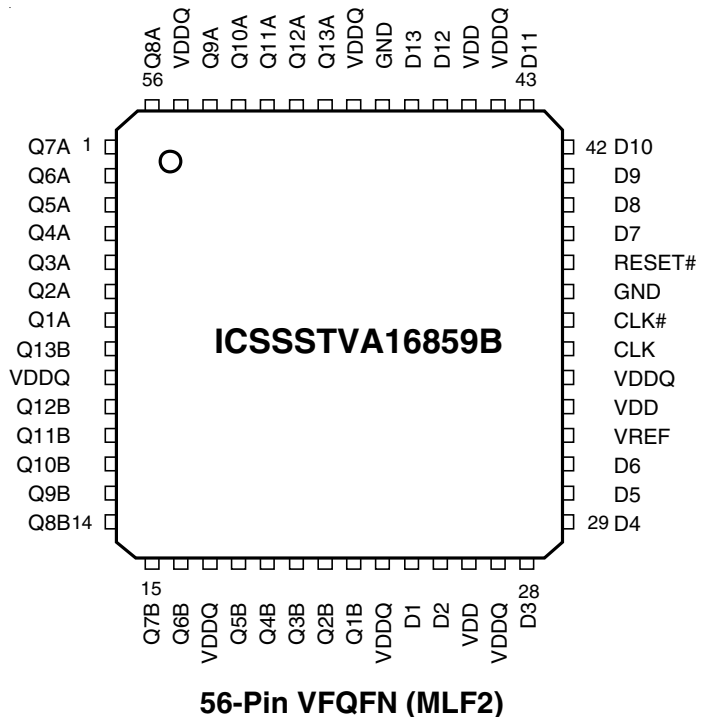 Q8A
VDDQ
Q9A
Q10A
Q11A
Q12A
Q13A
VDDQ
GND
D13
D12
VDD
VDDQ
D11
56
43
Q7A 1
Q6A
Q5A
Q4A
Q3A
Q2A
Q1A
Q13B
VDDQ
Q12B
Q11B
Q10B
Q9B
Q8B 14
ICSSSTVA16859B
42 D10
D9
D8
D7
RESET#
GND
CLK#
CLK
VDDQ
VDD
VREF
D6
D5
29 D4
15
28
Q7B
Q6B
VDDQ
Q5B
Q4B
Q3B
Q2B
Q1B
VDDQ
D1
D2
VDD
VDDQ
D3
56-Pin VFQFN (MLF2)